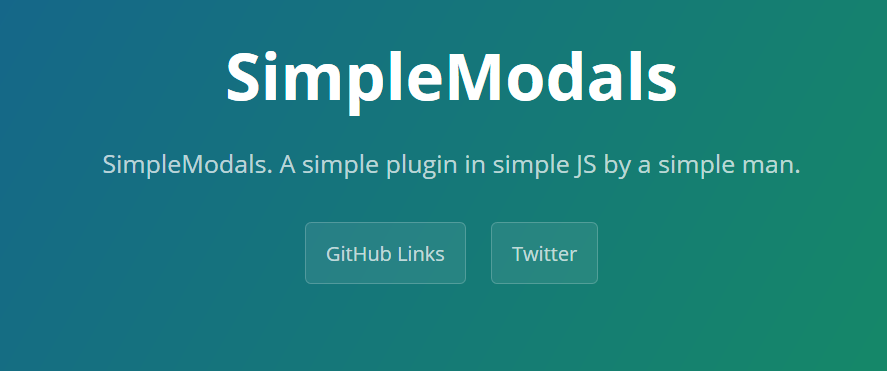 SimpleModals
SimpleModals. A simple plugin in simple JS by a simple man.
GitHub Links
Twitter